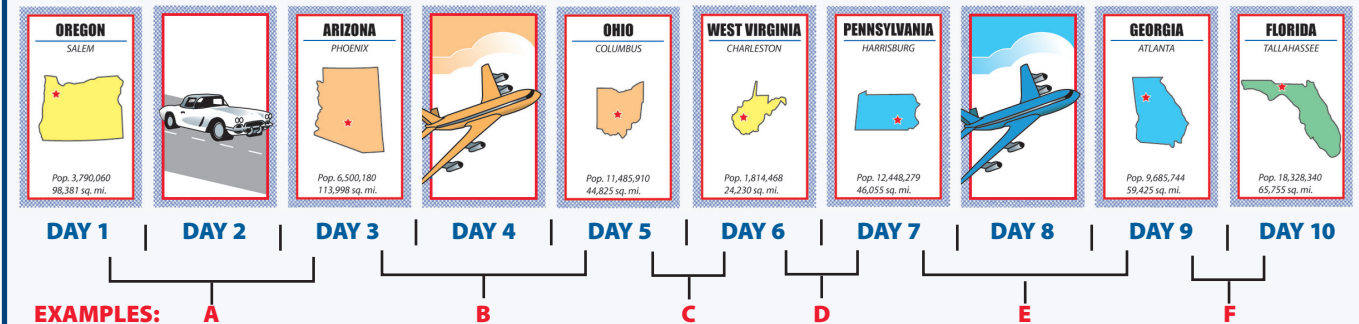 OREGON
SALEM
Pop. 3,790,060
98,381 sq. mi.
ARIZONA
PHOENIX
Pop. 6,500,180
113,998 sq. mi.
OHIO
COLUMBUS
Pop. 11,485,910
44,825 sq. mi.
WEST VIRGINIA
CHARLESTON
Pop. 1,814,468
24,230 sq. mi.
PENNSYLVANIA
HARRISBURG
Pop. 12,448,279
46,055 sq. mi.
GEORGIA
ATLANTA
Pop. 9,685,744
59,425 sq. mi.
FLORIDA
TALLAHASSEE
Pop. 18,328,340
65,755 sq. mi.
DAY 1 | DAY 2 | DAY 3 | DAY 4 | DAY 5 | DAY 6 | DAY 7 | DAY 8 | DAY 9 | DAY 10
EXAMPLES: A B C D E F